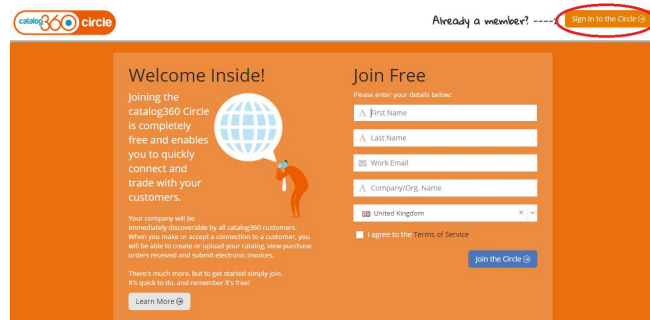 catalog360 circle
Already a member? ----> Sign In to the Circle
Welcome Inside!
Joining the
catalog360 Circle
is completely
free and enables
you to quickly
connect and
trade with your
customers.
Your company will be
immediately discoverable by all catalog360 customers.
When you make or accept a connection to a customer, you
will be able to create or upload your catalog, view purchase
orders received and submit electronic invoices.
There's much more, but to get started simply join.
It's quick to do, and remember it's free!
Learn More
Join Free
Please enter your details below:
First Name
Last Name
Work Email
Company/Org. Name
United Kingdom
I agree to the Terms of Service
Join the Circle